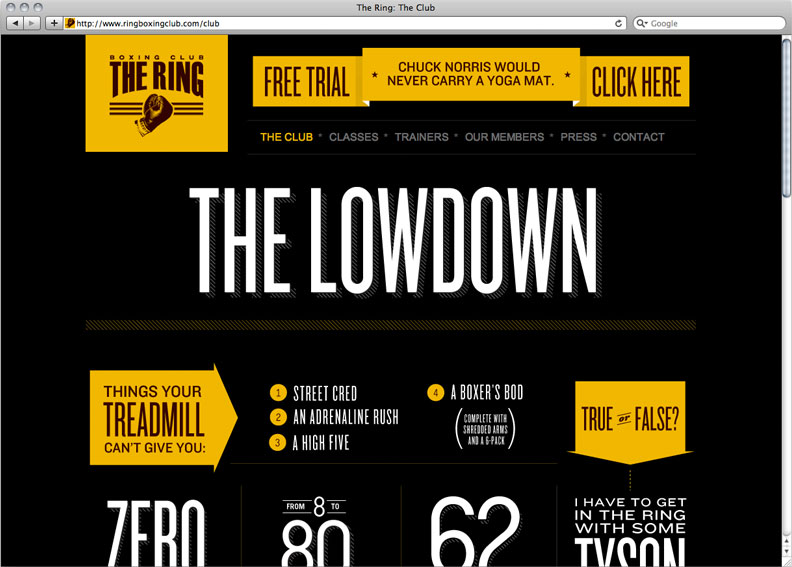 The Ring: The Club
http://www.ringboxingclub.com/club
Google
BOXING CLUB
THE RING
FREE TRIAL
CHUCK NORRIS WOULD
NEVER CARRY A YOGA MAT.
CLICK HERE
THE CLUB * CLASSES * TRAINERS * OUR MEMBERS * PRESS * CONTACT
THE LOWDOWN
THINGS YOUR
TREADMILL
CAN'T GIVE YOU:
1 STREET CRED
2 AN ADRENALINE RUSH
3 A HIGH FIVE
4 A BOXER'S BOD
(COMPLETE WITH
SHREDDED ARMS
AND A 6-PACK)
TRUE or FALSE?
ZERO
FROM 8 TO
80
62
I HAVE TO GET
IN THE RING
WITH SOME
TYSON